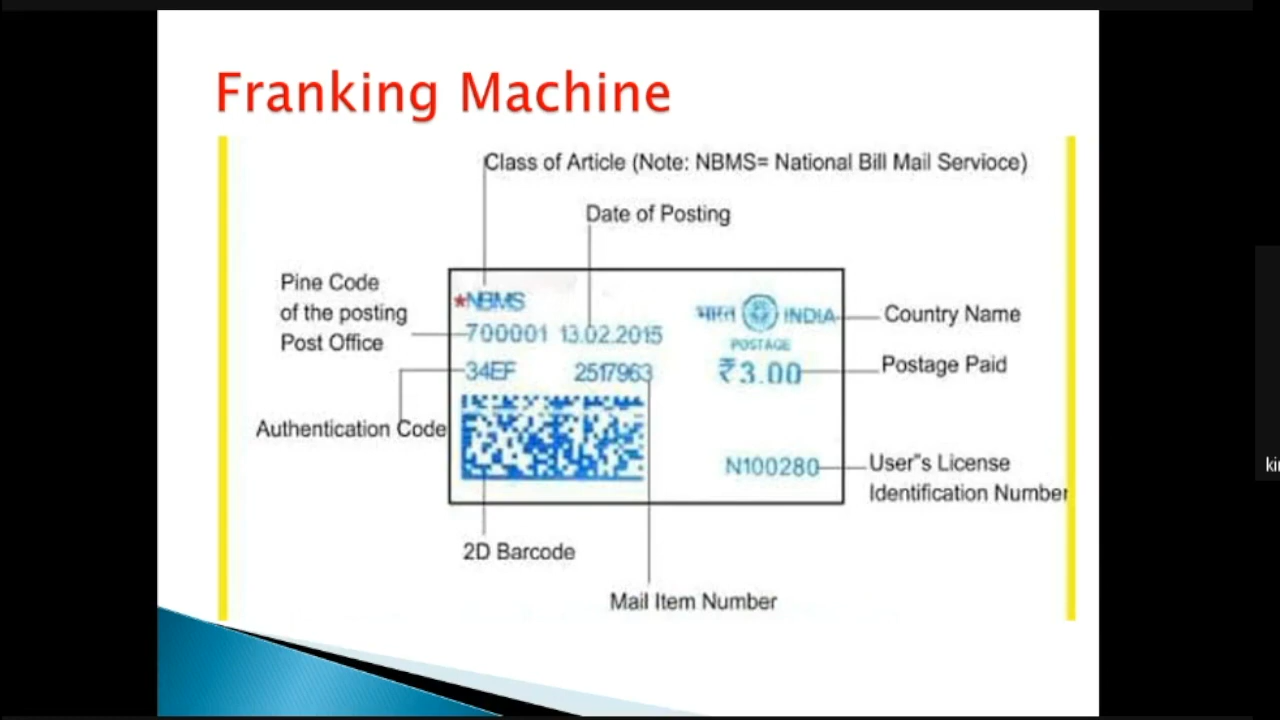 Franking Machine
Class of Article (Note: NBMS= National Bill Mail Servioce)
Date of Posting
Pine Code
of the posting
Post Office
*NBMS
700001 13.02.2015
34EF 2517963
भारत INDIA
POSTAGE
₹3.00
N100280
Country Name
Postage Paid
Authentication Code
User"s License
Identification Number
2D Barcode
Mail Item Number